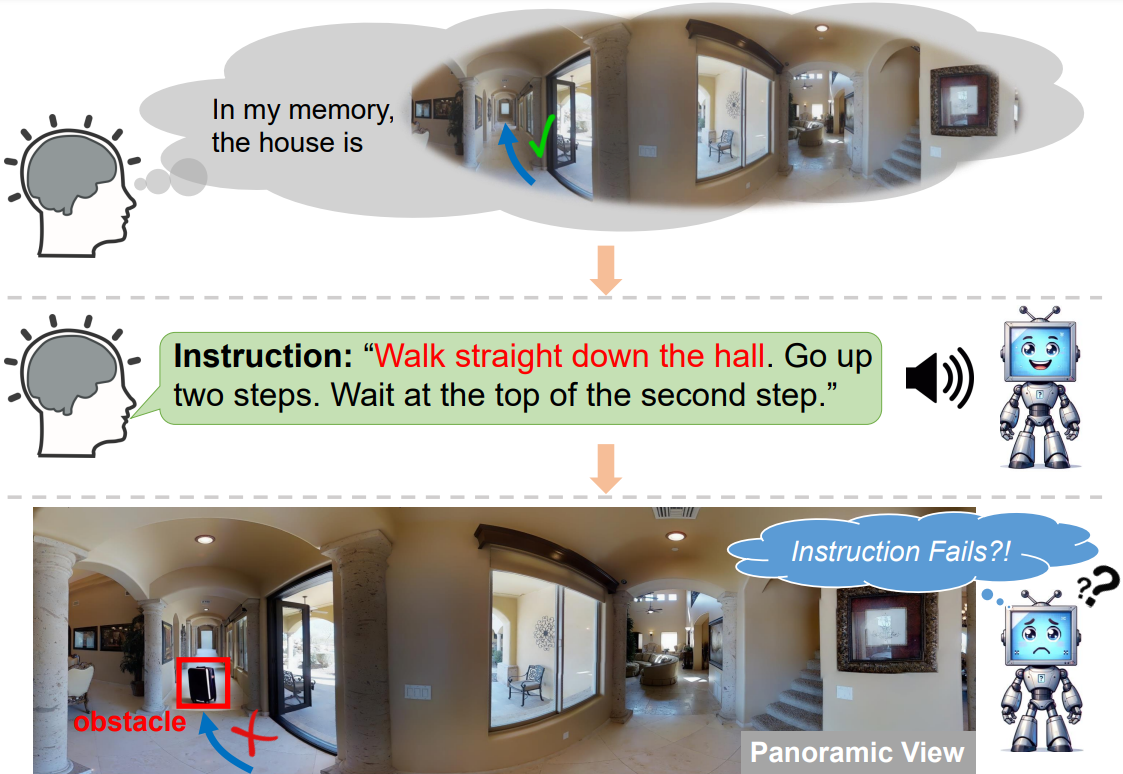 In my memory,
the house is
Instruction: “Walk straight down the hall. Go up
two steps. Wait at the top of the second step.”
?
Instruction Fails?!
??
obstacle
?
Panoramic View